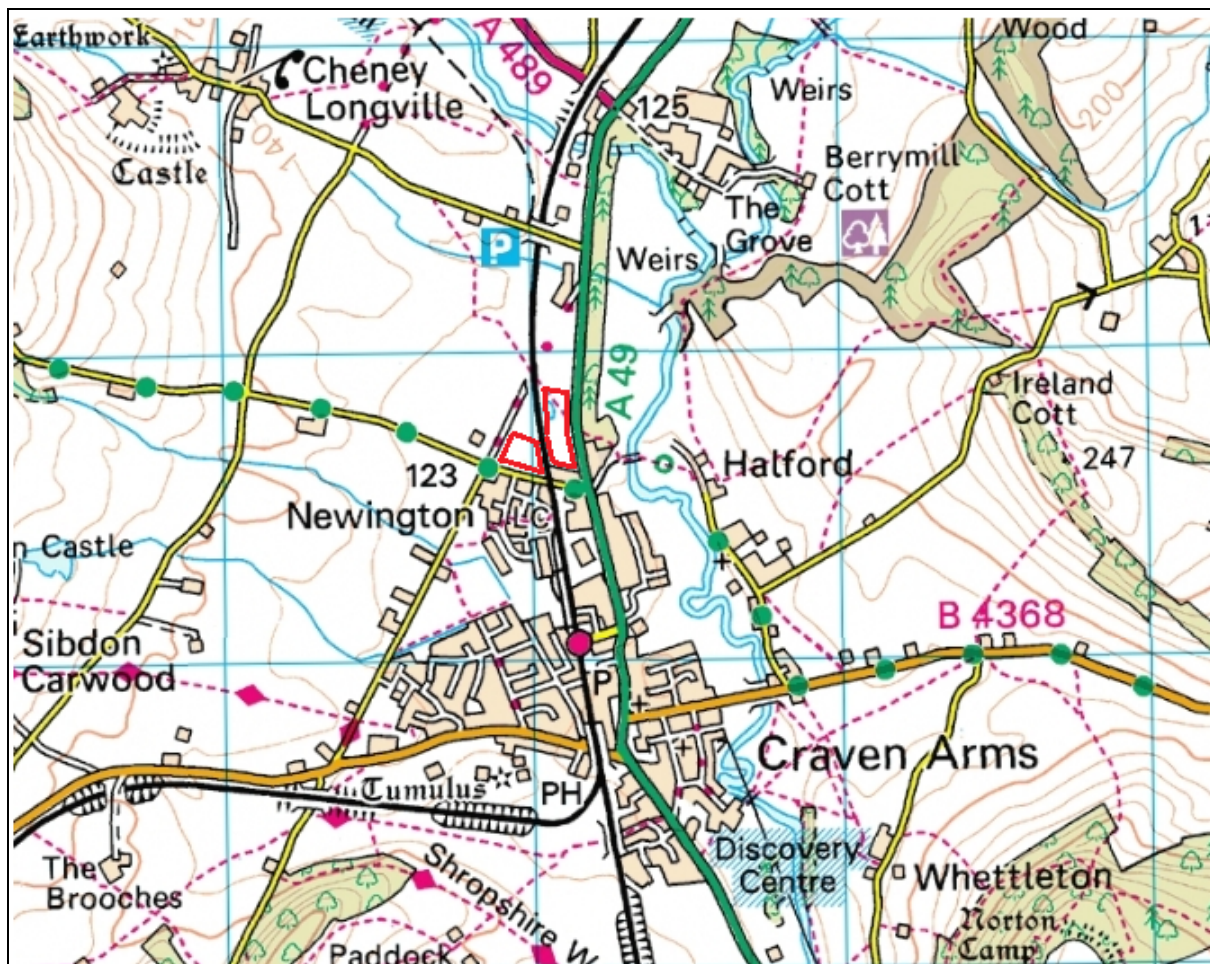 Earthwork
A 489
Wood
Cheney
Longville
125
Weirs
200
140
Castle
Berrymill
Cott
The
Grove
P
Weirs
A 49
Ireland
Cott
123
Halford
247
Newington
LC
n Castle
B 4368
Sibdon
Carwood
P
Craven Arms
Tumulus
PH
The
Brooches
Discovery
Centre
Shropshire W
Whettleton
Norton
Camp
Paddock